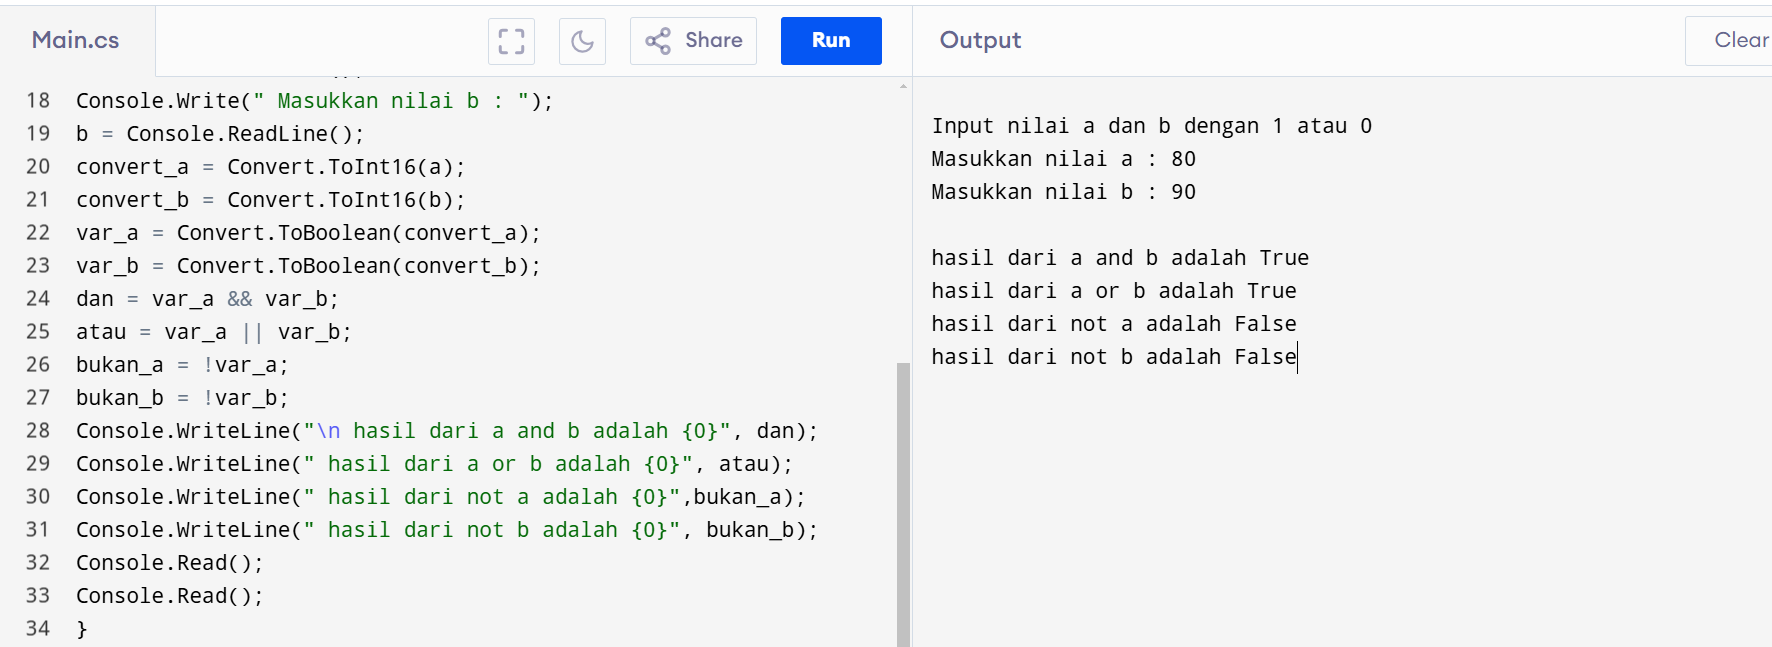 Main.cs
Share
Run
Output
Clear
18 Console.Write(" Masukkan nilai b : ");
19 b = Console.ReadLine();
20 convert_a = Convert.ToInt16(a);
21 convert_b = Convert.ToInt16(b);
22 var_a = Convert.ToBoolean(convert_a);
23 var_b = Convert.ToBoolean(convert_b);
24 dan = var_a && var_b;
25 atau = var_a || var_b;
26 bukan_a = !var_a;
27 bukan_b = !var_b;
28 Console.WriteLine("\n hasil dari a and b adalah {0}", dan);
29 Console.WriteLine(" hasil dari a or b adalah {0}", atau);
30 Console.WriteLine(" hasil dari not a adalah {0}",bukan_a);
31 Console.WriteLine(" hasil dari not b adalah {0}", bukan_b);
32 Console.Read();
33 Console.Read();
34 }
Input nilai a dan b dengan 1 atau 0
Masukkan nilai a : 80
Masukkan nilai b : 90
hasil dari a and b adalah True
hasil dari a or b adalah True
hasil dari not a adalah False
hasil dari not b adalah False